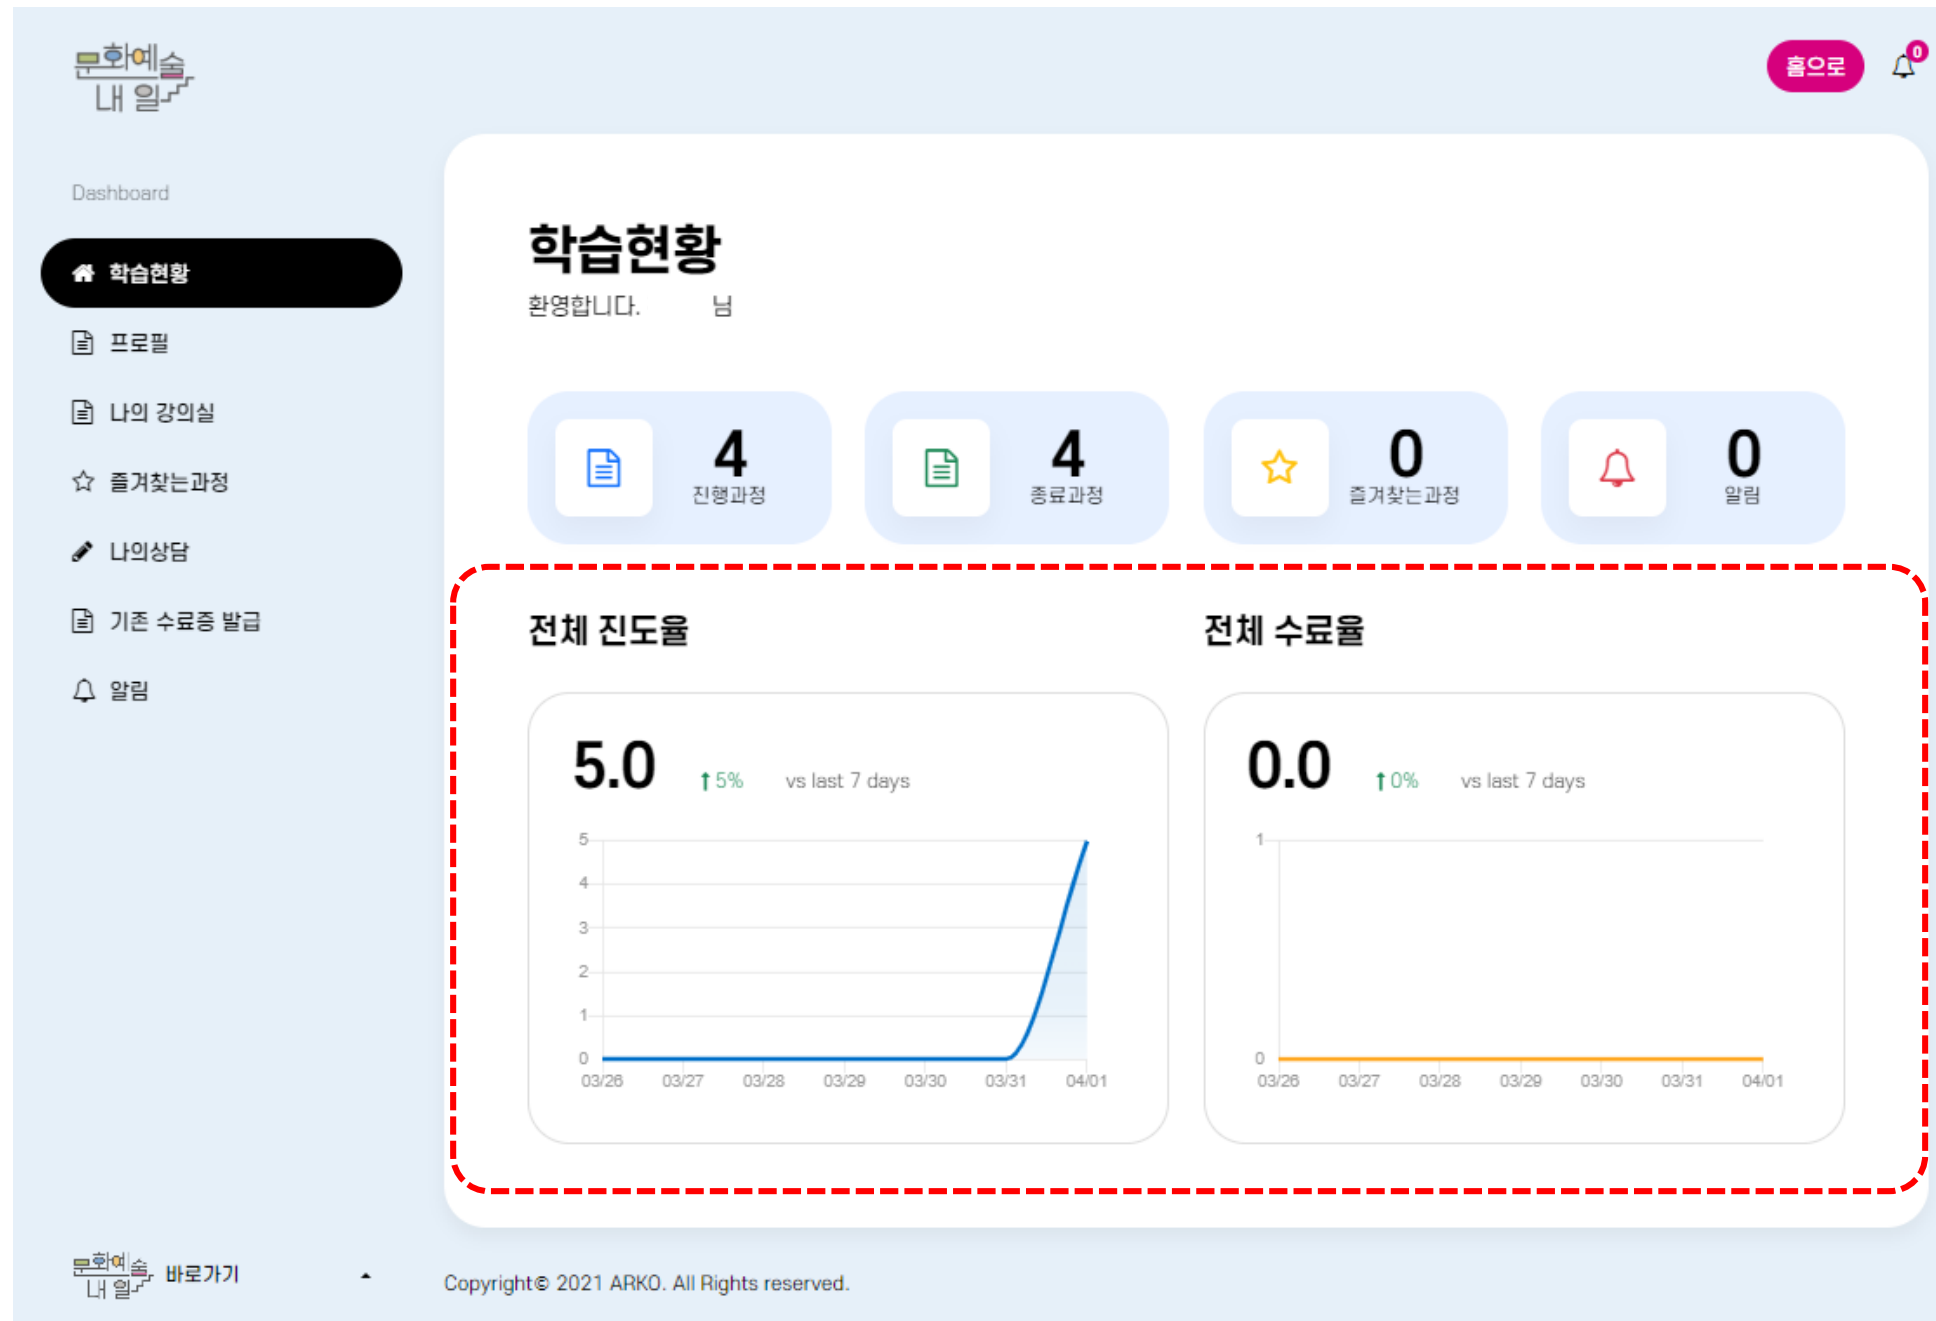 문화예술
내 일
홈으로
0
Dashboard
학습현황
프로필
나의 강의실
즐겨찾는과정
나의상담
기존 수료증 발급
알림
학습현황
환영합니다. 님
4
진행과정
4
종료과정
0
즐겨찾는과정
0
알림
전체 진도율
5.0 5% vs last 7 days
5
4
3
2
1
0
03/26 03/27 03/28 03/29 03/30 03/31 04/01
전체 수료율
0.0 0% vs last 7 days
1
0
03/26 03/27 03/28 03/29 03/30 03/31 04/01
문화예술
내 일
바로가기
Copyright© 2021 ARKO. All Rights reserved.